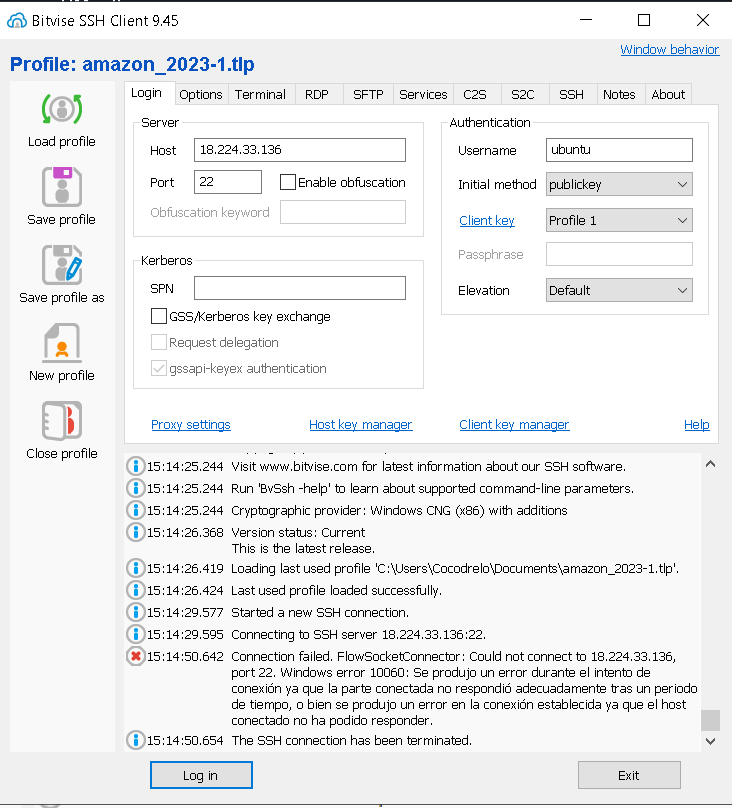 Bitvise SSH Client 9.45
Window behavior
Profile: amazon_2023-1.tlp
Load profile
Save profile
Save profile as
New profile
Close profile
Login Options Terminal RDP SFTP Services C2S S2C SSH Notes About
Server
Host 18.224.33.136
Port 22 Enable obfuscation
Obfuscation keyword
Kerberos
SPN
GSS/Kerberos key exchange
Request delegation
gssapi-keyex authentication
Authentication
Username ubuntu
Initial method publickey
Client key Profile 1
Passphrase
Elevation Default
Proxy settings Host key manager Client key manager Help
15:14:25.244 Visit www.bitvise.com for latest information about our SSH software.
15:14:25.244 Run 'BvSsh -help' to learn about supported command-line parameters.
15:14:25.244 Cryptographic provider: Windows CNG (x86) with additions
15:14:26.368 Version status: Current
This is the latest release.
15:14:26.419 Loading last used profile 'C:\Users\Cocodrelo\Documents\amazon_2023-1.tlp'.
15:14:26.424 Last used profile loaded successfully.
15:14:29.577 Started a new SSH connection.
15:14:29.595 Connecting to SSH server 18.224.33.136:22.
15:14:50.642 Connection failed. FlowSocketConnector: Could not connect to 18.224.33.136,
port 22. Windows error 10060: Se produjo un error durante el intento de
conexión ya que la parte conectada no respondió adecuadamente tras un periodo
de tiempo, o bien se produjo un error en la conexión establecida ya que el host
conectado no ha podido responder.
15:14:50.654 The SSH connection has been terminated.
Log in Exit